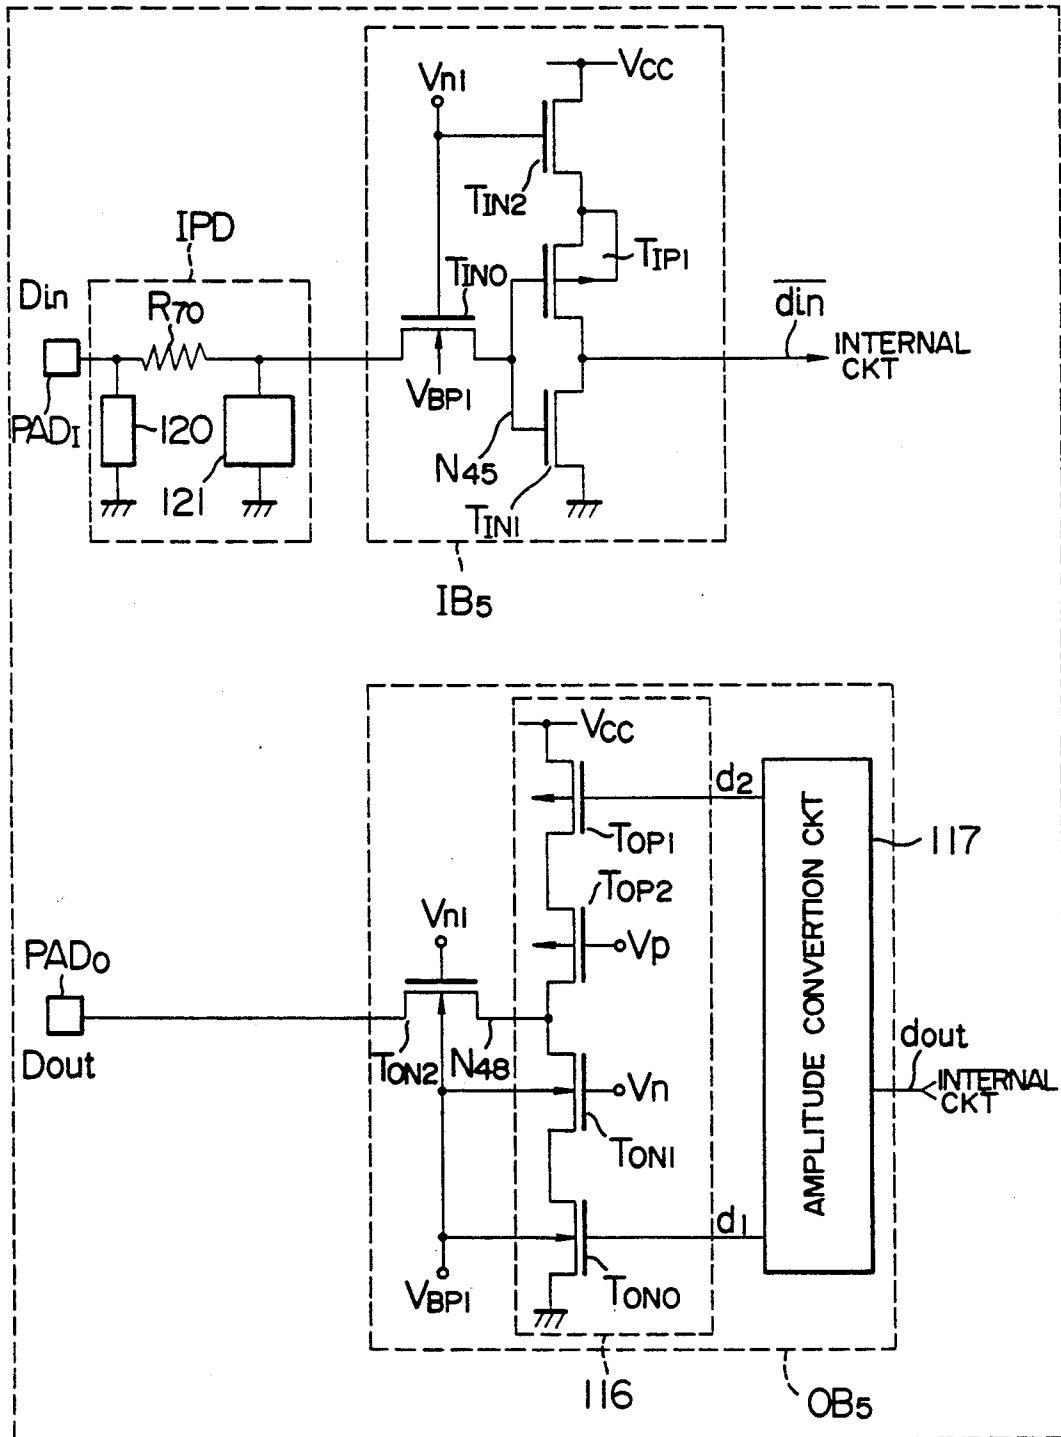 Vcc
Vn1
TIN2
IPD
TIP1
TIN0
Din
R70
din
INTERNAL
CKT
VBP1
PADI
120
N45
121
TIN1
IB5
Vcc
d2
TOP1
117
TOP2
Vn1
Vp
PADO
AMPLITUDE CONVERTION CKT
dout
Dout
TON2
N48
INTERNAL
CKT
Vn
TON1
d1
VBP1
TON0
116
OB5